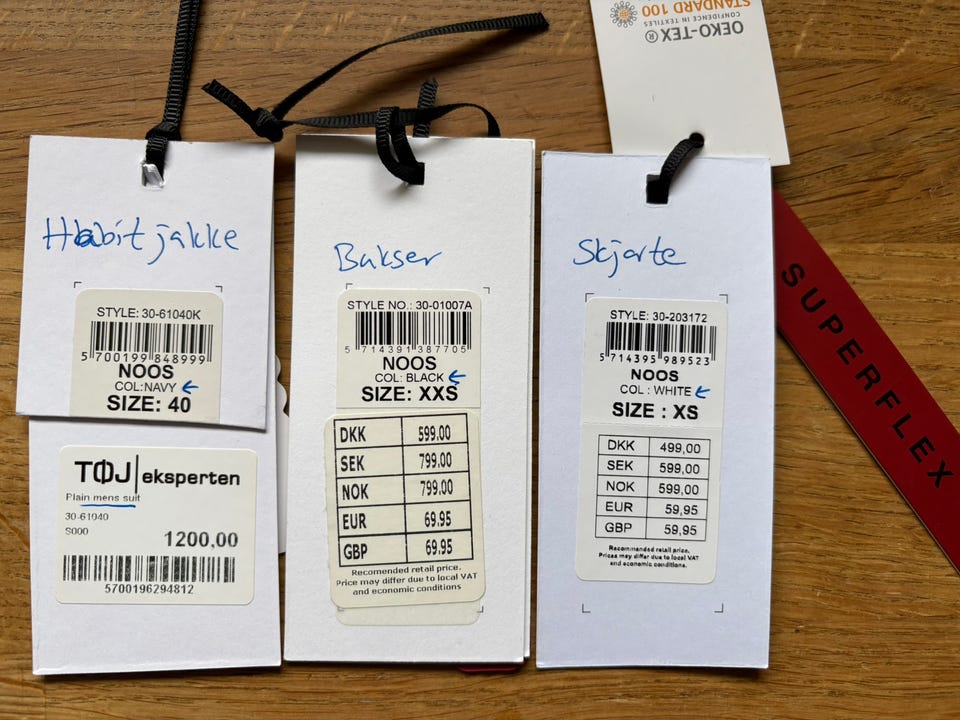 Habit jakke
STYLE: 30-61040K
5 700199 848999
NOOS
COL:NAVY
SIZE: 40
TØJ|eksperten
Plain mens suit
30-61040
S000
1200,00
5700196294812
Bukser
STYLE NO.: 30-01007A
5 714391 387705
NOOS
COL: BLACK
SIZE: XXS
DKK 599.00
SEK 799.00
NOK 799.00
EUR 69.95
GBP 69.95
Recomended retail price.
Price may differ due to local VAT
and economic conditions
OEKO-TEX®
CONFIDENCE IN TEXTILES
STANDARD 100
Skjorte
STYLE: 30-203172
5 714395 989523
NOOS
COL : WHITE
SIZE : XS
DKK 499,00
SEK 599,00
NOK 599,00
EUR 59,95
GBP 59,95
Recommended retail price.
Prices may differ due to local VAT
and economic conditions.
SUPERFLEX